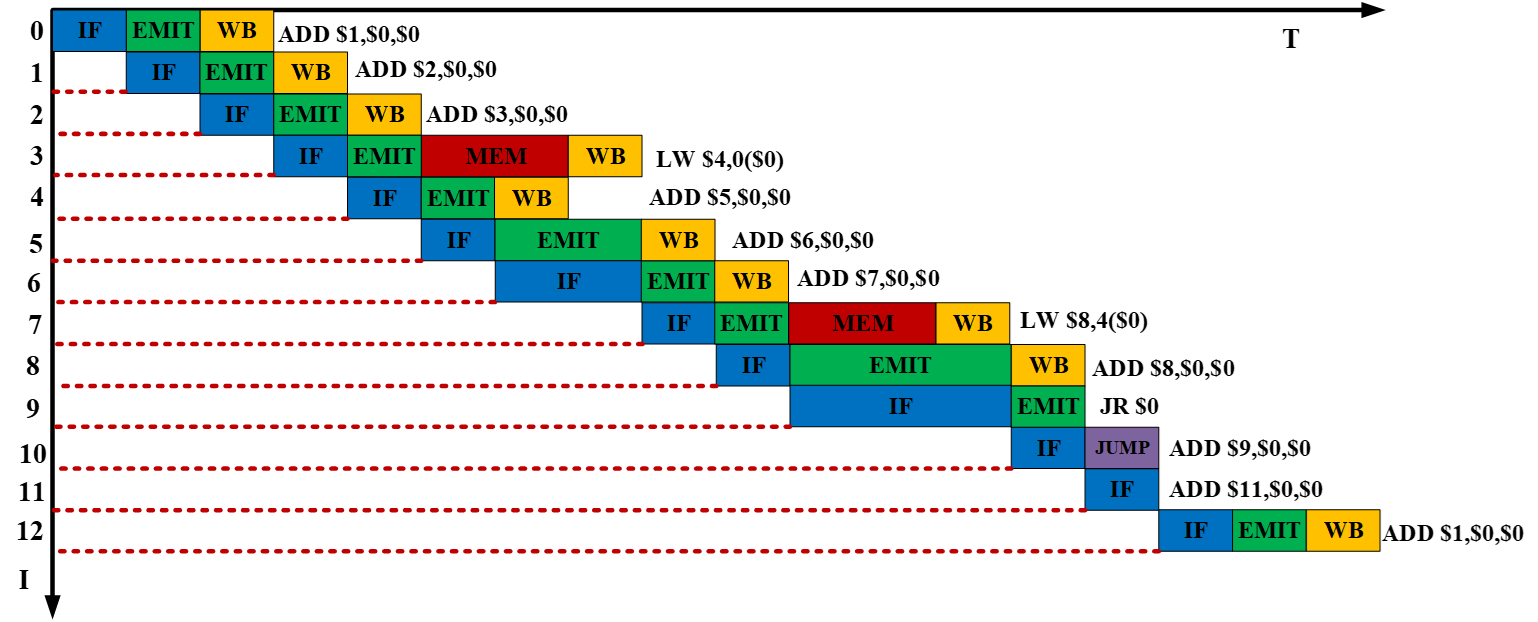 0 IF EMIT WB ADD $1,$0,$0
T
1 IF EMIT WB ADD $2,$0,$0
2 IF EMIT WB ADD $3,$0,$0
3 IF EMIT MEM WB LW $4,0($0)
4 IF EMIT WB ADD $5,$0,$0
5 IF EMIT WB ADD $6,$0,$0
6 IF EMIT WB ADD $7,$0,$0
7 IF EMIT MEM WB LW $8,4($0)
8 IF EMIT WB ADD $8,$0,$0
9 IF EMIT JR $0
10 IF JUMP ADD $9,$0,$0
11 IF ADD $11,$0,$0
12 IF EMIT WB ADD $1,$0,$0
I